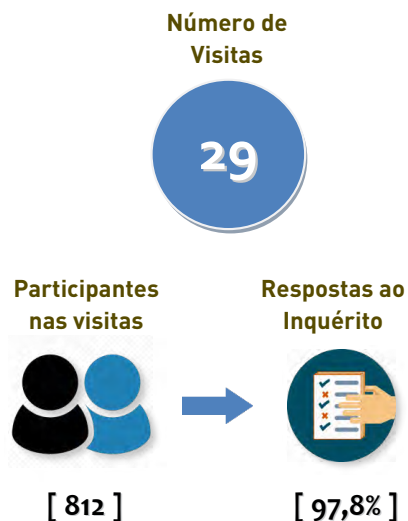 Número de
Visitas
29
Participantes
nas visitas
Respostas ao
Inquérito
[ 812 ]
[ 97,8% ]